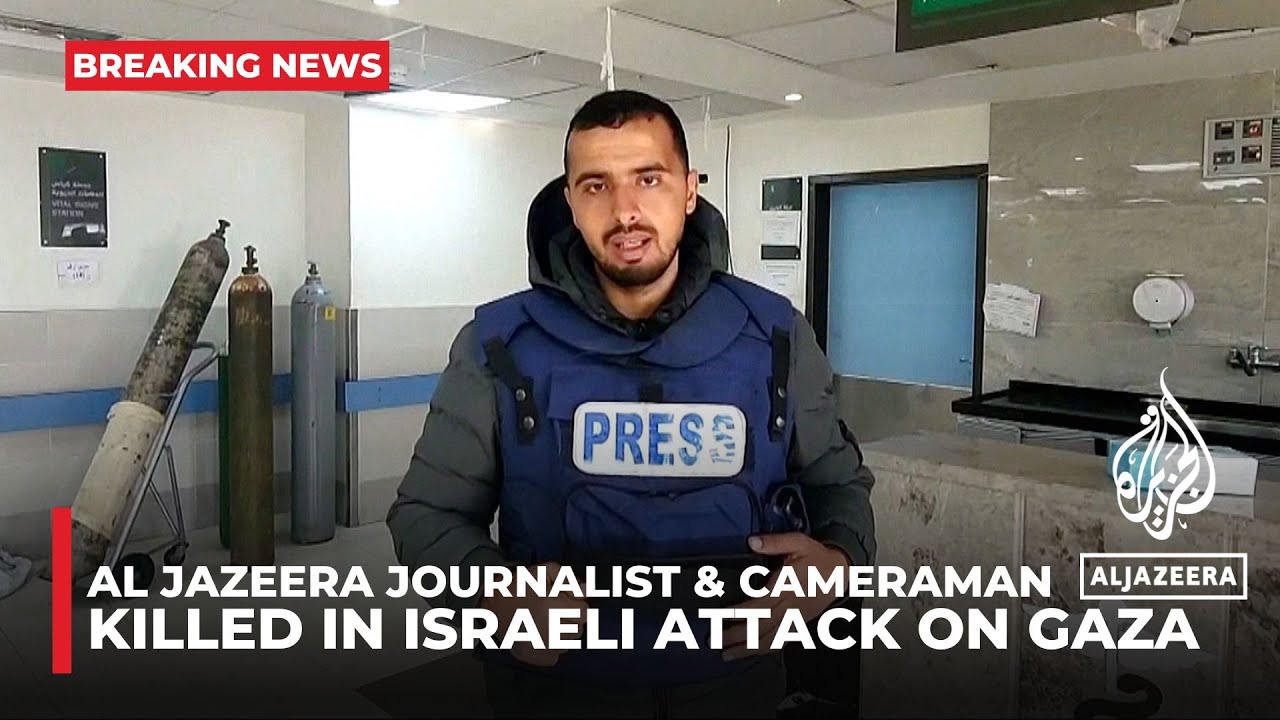 BREAKING NEWS
VITAL SIGNS
STATION
PRESS
الجزيرة
ALJAZEERA
AL JAZEERA JOURNALIST & CAMERAMAN
KILLED IN ISRAELI ATTACK ON GAZA